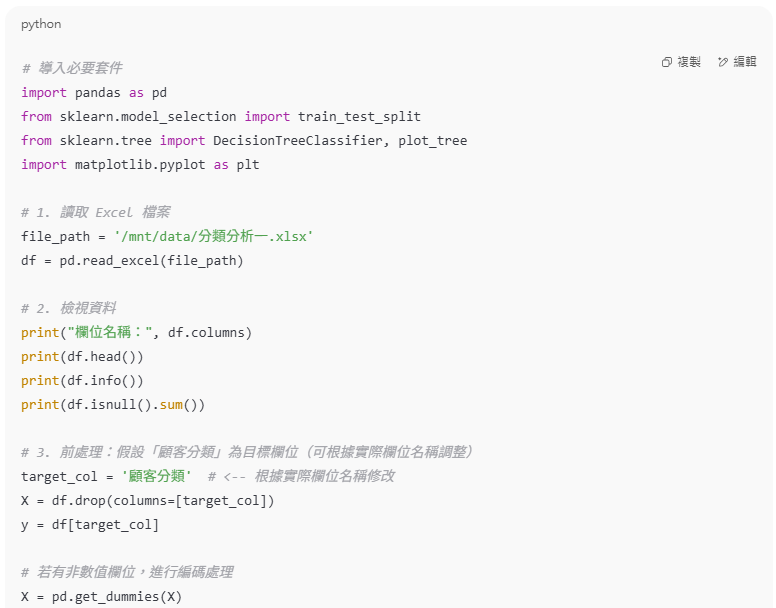 python
複製 編輯
# 導入必要套件
import pandas as pd
from sklearn.model_selection import train_test_split
from sklearn.tree import DecisionTreeClassifier, plot_tree
import matplotlib.pyplot as plt
# 1. 讀取 Excel 檔案
file_path = '/mnt/data/分類分析一.xlsx'
df = pd.read_excel(file_path)
# 2. 檢視資料
print("欄位名稱：", df.columns)
print(df.head())
print(df.info())
print(df.isnull().sum())
# 3. 前處理：假設「顧客分類」為目標欄位（可根據實際欄位名稱調整）
target_col = '顧客分類'  # <-- 根據實際欄位名稱修改
X = df.drop(columns=[target_col])
y = df[target_col]
# 若有非數值欄位，進行編碼處理
X = pd.get_dummies(X)